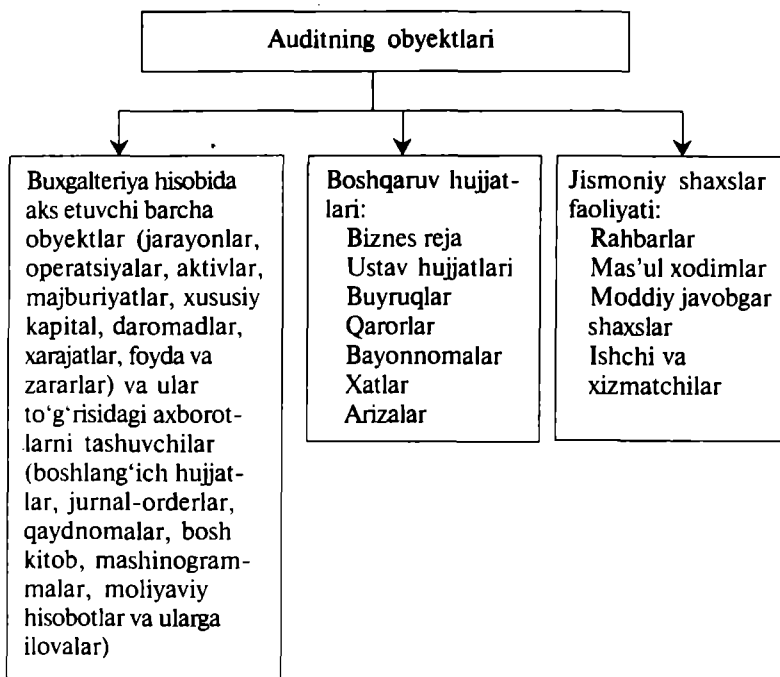 Auditning obyektlari
Buxgalteriya hisobida
aks etuvchi barcha
obyektlar (jarayonlar,
operatsiyalar, aktivlar,
majburiyatlar, xususiy
kapital, daromadlar,
xarajatlar, foyda va
zararlar) va ular
to‘g‘risidagi axborot-
larni tashuvchilar
(boshlang‘ich hujjat-
lar, jurnal-orderlar,
qaydnomalar, bosh
kitob, mashinogram-
malar, moliyaviy
hisobotlar va ularga
ilovalar)
Boshqaruv hujjat-
lari:
Biznes reja
Ustav hujjatlari
Buyruqlar
Qarorlar
Bayonnomalar
Xatlar
Arizalar
Jismoniy shaxslar
faoliyati:
Rahbarlar
Mas’ul xodimlar
Moddiy javobgar
shaxslar
Ishchi va
xizmatchilar